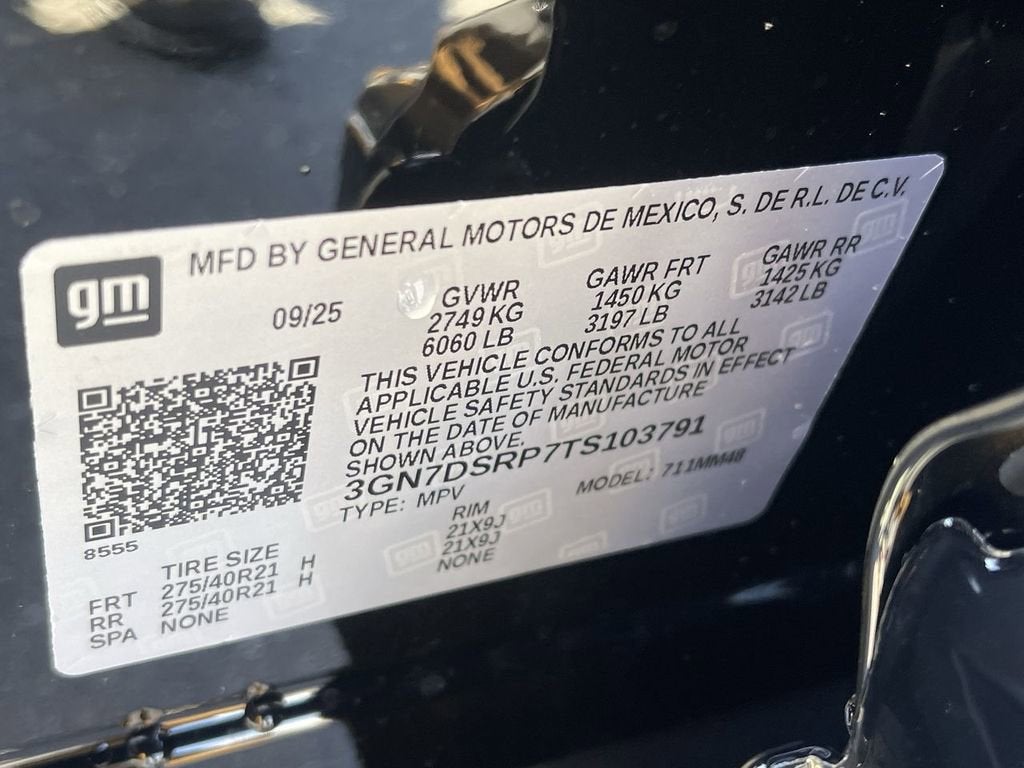 MFD BY GENERAL MOTORS DE MEXICO, S. DE R.L. DE C.V.
gm
09/25
GVWR
2749 KG
6060 LB
GAWR FRT
1450 KG
3197 LB
GAWR RR
1425 KG
3142 LB
THIS VEHICLE CONFORMS TO ALL
APPLICABLE U.S. FEDERAL MOTOR
VEHICLE SAFETY STANDARDS IN EFFECT
ON THE DATE OF MANUFACTURE
SHOWN ABOVE.
3GN7DSRP7TS103791
TYPE: MPV
MODEL: 711MM48
8555
TIRE SIZE
RIM
FRT 275/40R21 H 21X9J
RR 275/40R21 H 21X9J
SPA NONE NONE